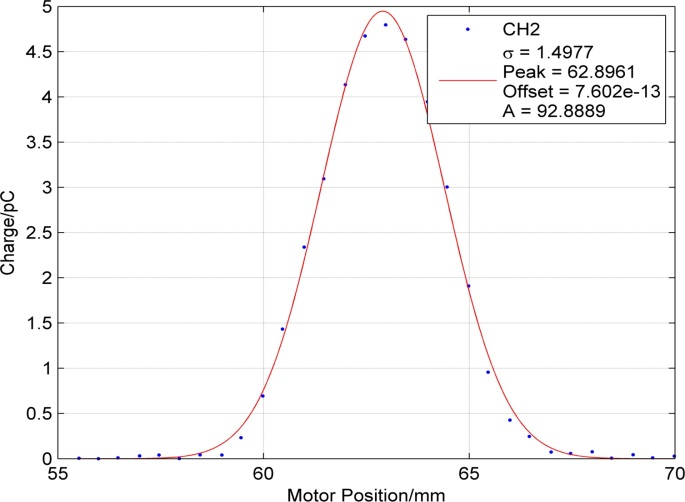 5
4.5
4
3.5
3
2.5
2
1.5
1
0.5
0
Charge/pC
CH2
σ = 1.4977
Peak = 62.8961
Offset = 7.602e-13
A = 92.8889
55
60
65
70
Motor Position/mm